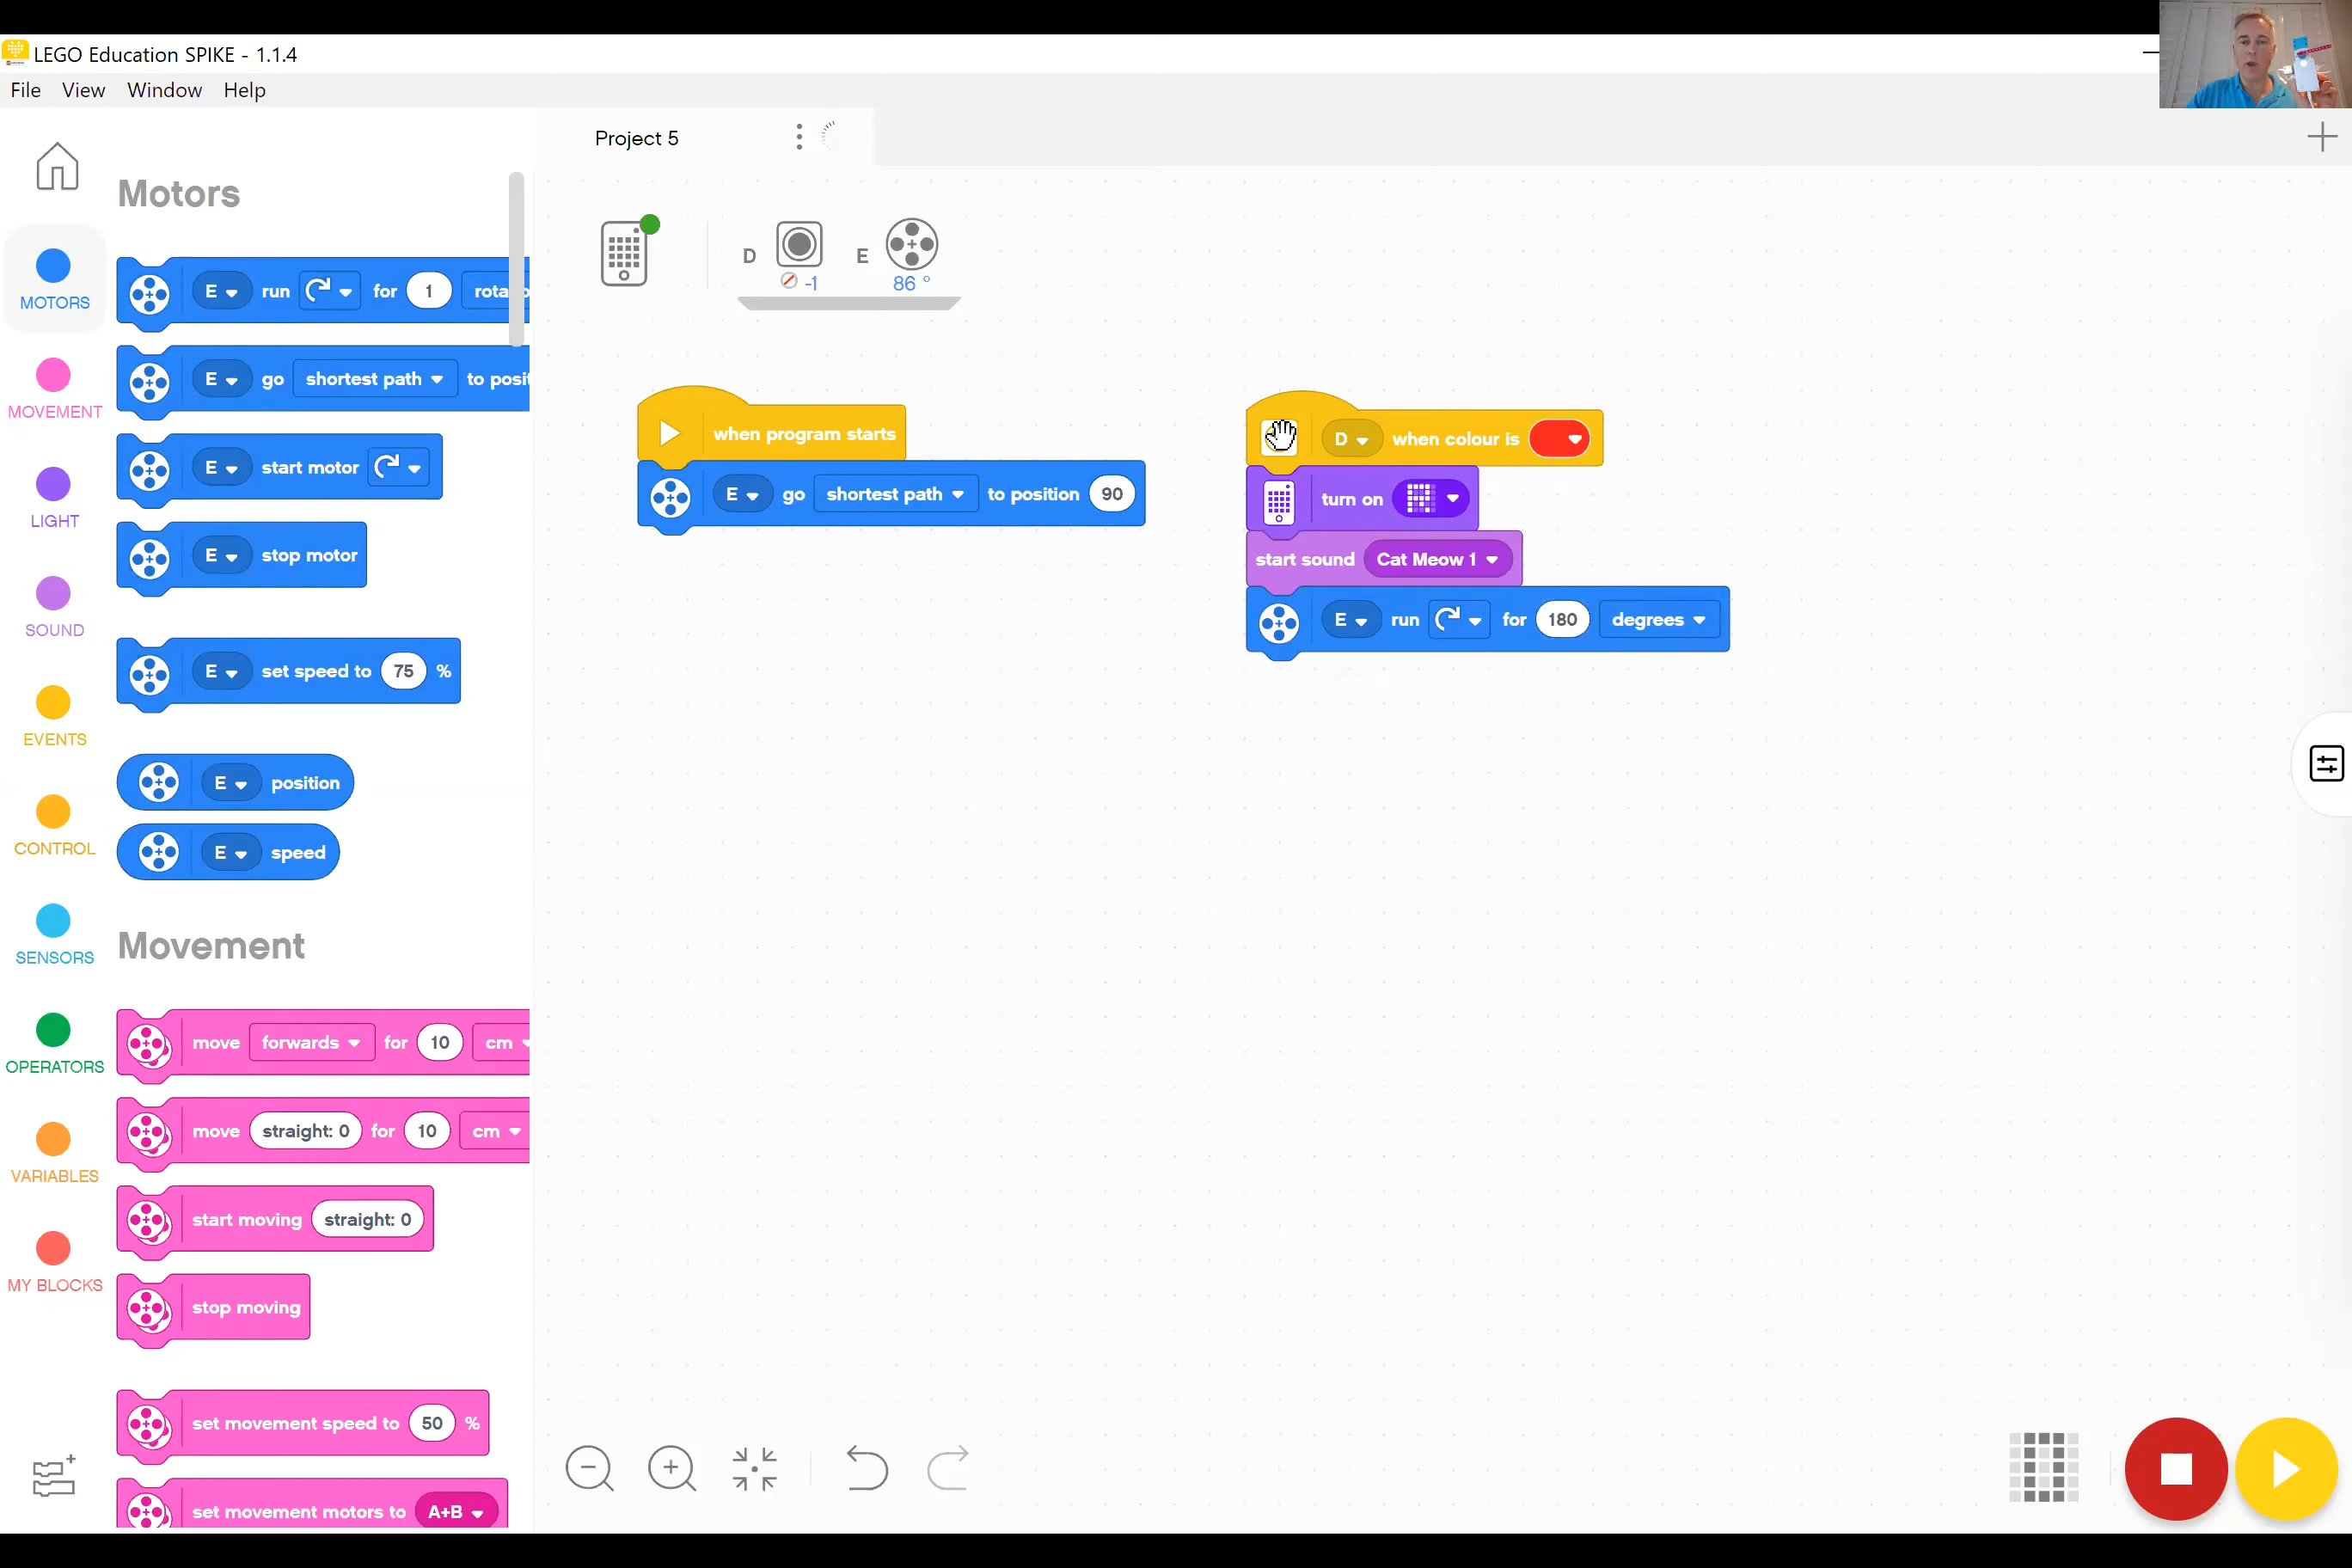 LEGO Education SPIKE - 1.1.4
File View Window Help
Project 5
Motors
MOTORS
MOVEMENT
LIGHT
SOUND
EVENTS
CONTROL
SENSORS
OPERATORS
VARIABLES
MY BLOCKS
E run for 1
E go shortest path to
E start motor
E stop motor
E set speed to 75 %
E position
E speed
Movement
move forwards for 10 cm
move straight: 0 for 10 cm
start moving straight: 0
stop moving
set movement speed to 50 %
set movement motors to A+B
D -1
E 86 °
when program starts
E go shortest path to position 90
D when colour is
turn on
start sound Cat Meow 1
E run for 180 degrees